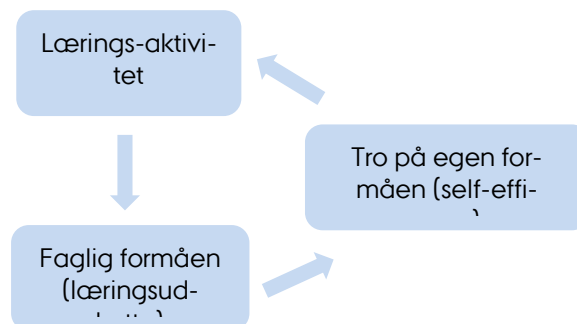 Lærings-aktivi-
tet
Tro på egen for-
måen (self-effi-
Faglig formåen
(læringsud-